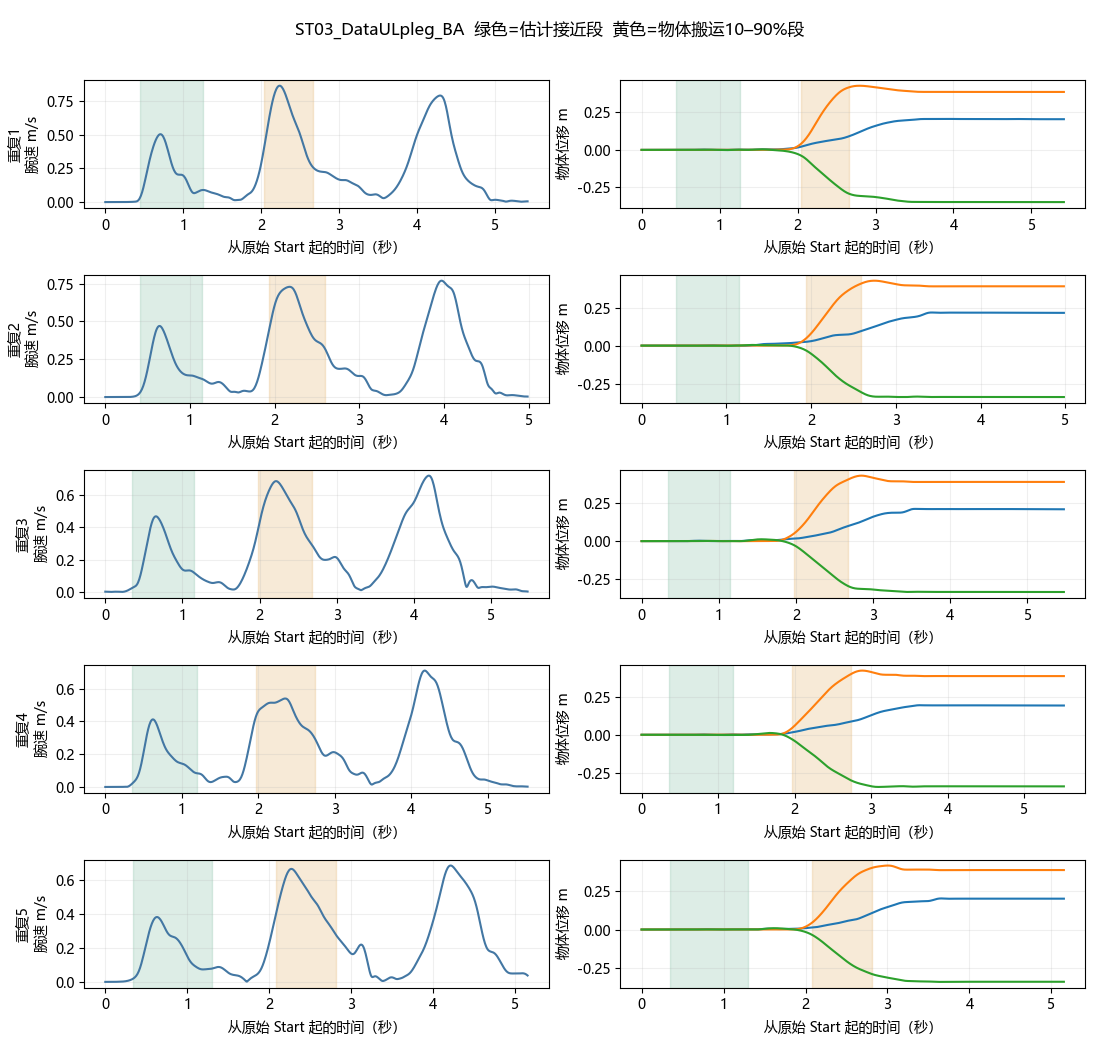 ST03_DataULpleg_BA 绿色=估计接近段 黄色=物体搬运10–90%段
重复1
腕速 m/s
0.75
0.50
0.25
0.00
0 1 2 3 4 5
从原始 Start 起的时间（秒）
物体位移 m
0.25
0.00
-0.25
0 1 2 3 4 5
从原始 Start 起的时间（秒）
重复2
腕速 m/s
0.75
0.50
0.25
0.00
0 1 2 3 4 5
从原始 Start 起的时间（秒）
物体位移 m
0.25
0.00
-0.25
0 1 2 3 4 5
从原始 Start 起的时间（秒）
重复3
腕速 m/s
0.6
0.4
0.2
0.0
0 1 2 3 4 5
从原始 Start 起的时间（秒）
物体位移 m
0.25
0.00
-0.25
0 1 2 3 4 5
从原始 Start 起的时间（秒）
重复4
腕速 m/s
0.6
0.4
0.2
0.0
0 1 2 3 4 5
从原始 Start 起的时间（秒）
物体位移 m
0.25
0.00
-0.25
0 1 2 3 4 5
从原始 Start 起的时间（秒）
重复5
腕速 m/s
0.6
0.4
0.2
0.0
0 1 2 3 4 5
从原始 Start 起的时间（秒）
物体位移 m
0.25
0.00
-0.25
0 1 2 3 4 5
从原始 Start 起的时间（秒）